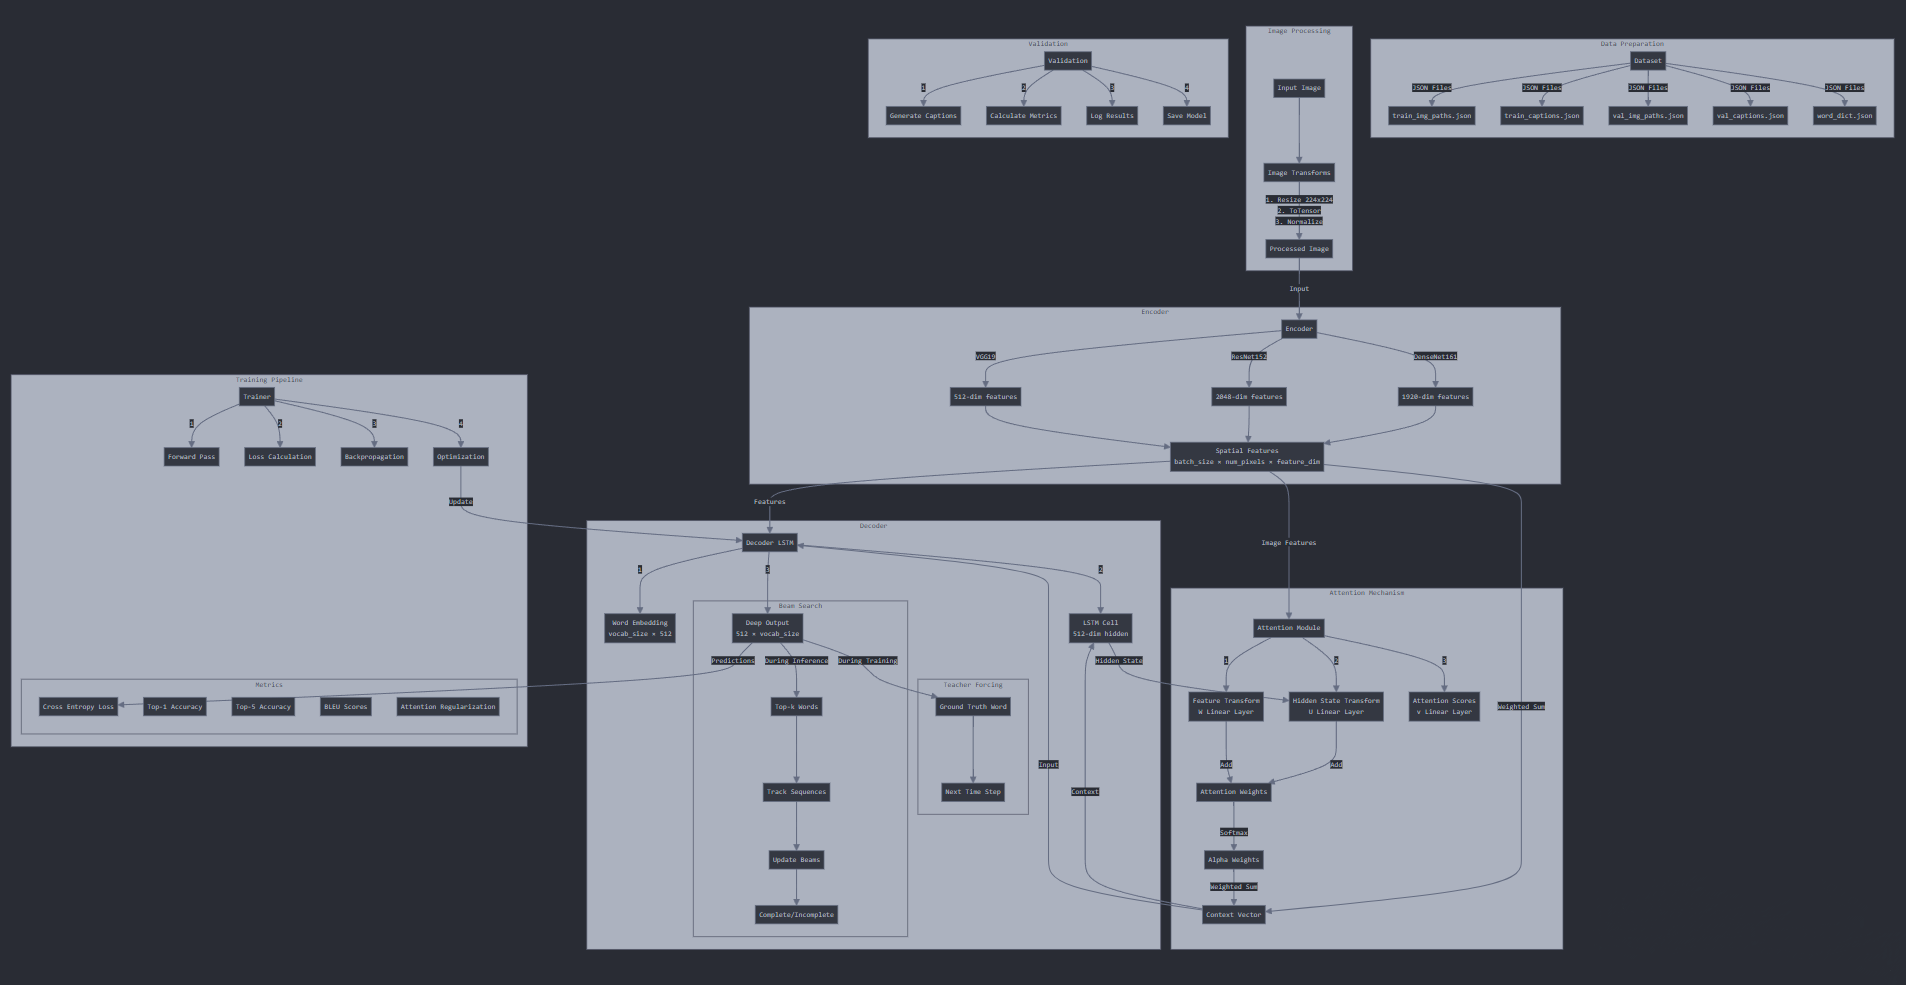 Validation
Validation
1
2
3
4
Generate Captions
Calculate Metrics
Log Results
Save Model
Image Processing
Input Image
Image Transforms
1. Resize 224x224
2. ToTensor
3. Normalize
Processed Image
Data Preparation
Dataset
JSON Files
JSON Files
JSON Files
JSON Files
JSON Files
train_img_paths.json
train_captions.json
val_img_paths.json
val_captions.json
word_dict.json
Input
Encoder
Encoder
VGG19
ResNet152
DenseNet161
512-dim features
2048-dim features
1920-dim features
Spatial Features
batch_size × num_pixels × feature_dim
Training Pipeline
Trainer
1
2
3
4
Forward Pass
Loss Calculation
Backpropagation
Optimization
Update
Metrics
Cross Entropy Loss
Top-1 Accuracy
Top-5 Accuracy
BLEU Scores
Attention Regularization
Features
Decoder
Decoder LSTM
1
3
2
Word Embedding
vocab_size × 512
Beam Search
Deep Output
512 × vocab_size
LSTM Cell
512-dim hidden
Predictions
During Inference
During Training
Hidden State
Top-k Words
Track Sequences
Update Beams
Complete/Incomplete
Teacher Forcing
Ground Truth Word
Next Time Step
Input
Context
Image Features
Attention Mechanism
Attention Module
1
2
3
Feature Transform
W Linear Layer
Hidden State Transform
U Linear Layer
Attention Scores
v Linear Layer
Weighted Sum
Add
Add
Attention Weights
Softmax
Alpha Weights
Weighted Sum
Context Vector